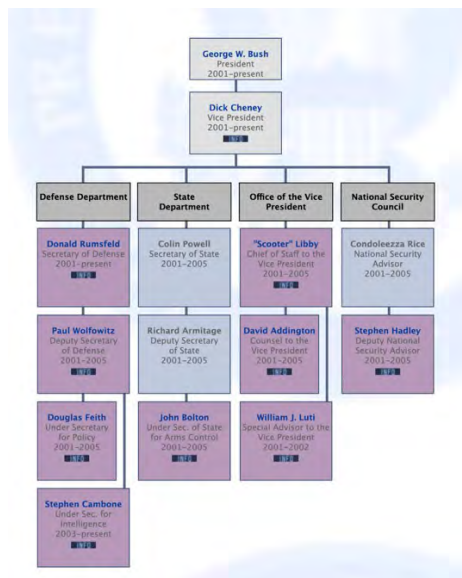 George W. Bush
President
2001–present
Dick Cheney
Vice President
2001–present
INFO
Defense Department
State
Department
Office of the Vice
President
National Security
Council
Donald Rumsfeld
Secretary of Defense
2001–present
INFO
Colin Powell
Secretary of State
2001–2005
"Scooter" Libby
Chief of Staff to the
Vice President
2001–2005
INFO
Condoleezza Rice
National Security
Advisor
2001–2005
Paul Wolfowitz
Deputy Secretary
of Defense
2001–2005
INFO
Richard Armitage
Deputy Secretary
of State
2001–2005
David Addington
Counsel to the
Vice President
2001–2005
INFO
Stephen Hadley
Deputy National
Security Advisor
2001–2005
INFO
Douglas Feith
Under Secretary
for Policy
2001–2005
INFO
John Bolton
Under Sec. of State
for Arms Control
2001–2005
INFO
William J. Luti
Special Advisor to the
Vice President
2001–2002
INFO
Stephen Cambone
Under Sec. for
Intelligence
2003–present
INFO